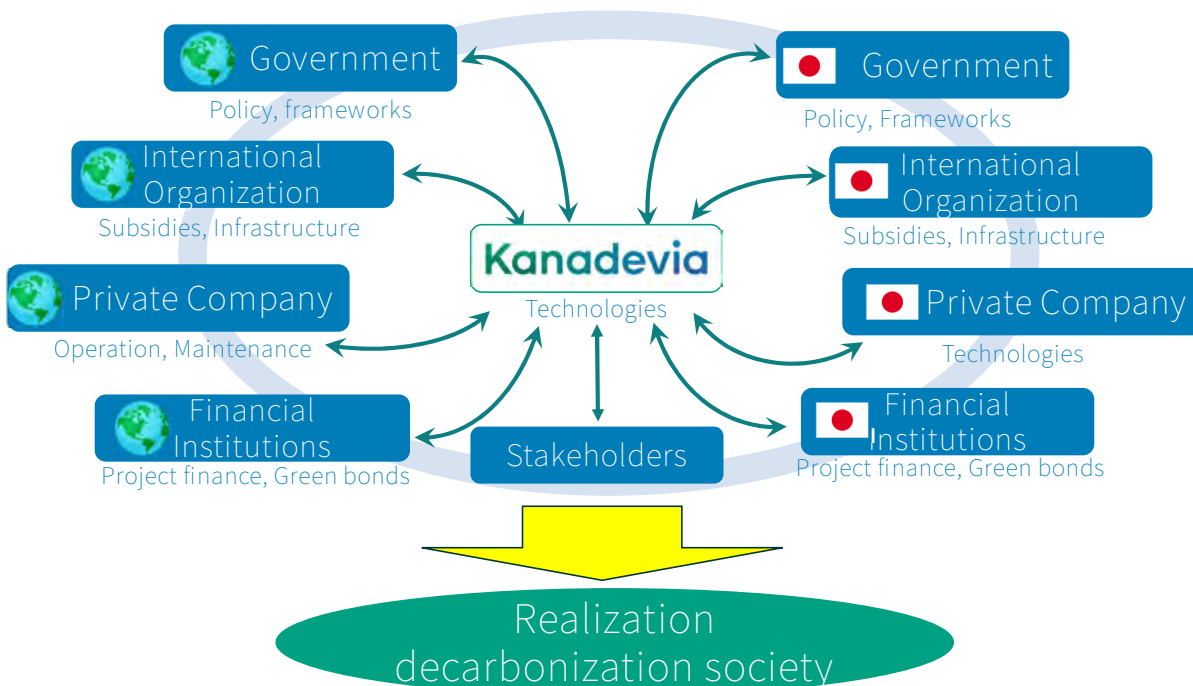 Government
Policy, frameworks
International
Organization
Subsidies, Infrastructure
Private Company
Operation, Maintenance
Financial
Institutions
Project finance, Green bonds
Kanadevia
Technologies
Stakeholders
Government
Policy, Frameworks
International
Organization
Subsidies, Infrastructure
Private Company
Technologies
Financial
Institutions
Project finance, Green bonds
Realization
decarbonization society